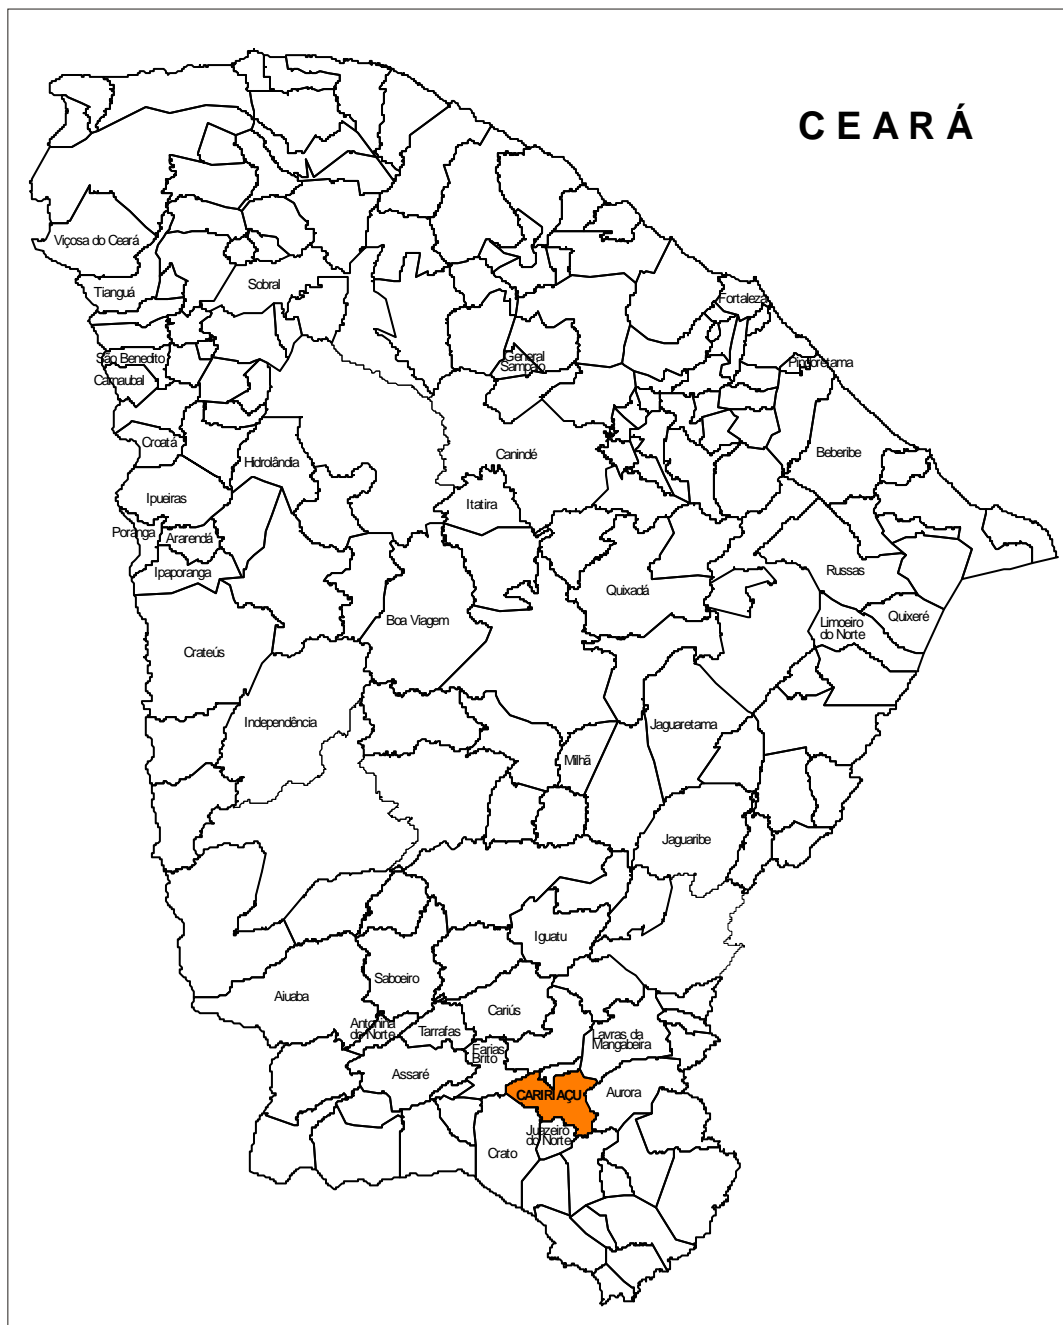 CEARÁ
Viçosa do Ceará
Tianguá
Sobral
Fortaleza
São Benedito
Carnaubal
General
Sampaio
Pindoretama
Croatá
Hidrolândia
Canindé
Beberibe
Ipueiras
Itatira
Poranga
Ararendá
Ipaporanga
Russas
Quixadá
Boa Viagem
Limoeiro
do Norte
Quixeré
Crateús
Independência
Jaguaretama
Milhã
Jaguaribe
Iguatu
Saboeiro
Aiuaba
Cariús
Antonina
do Norte
Tarrafas
Lavras da
Mangabeira
Farias
Brito
Assaré
CARIRIAÇU
Aurora
Juazeiro
do Norte
Crato